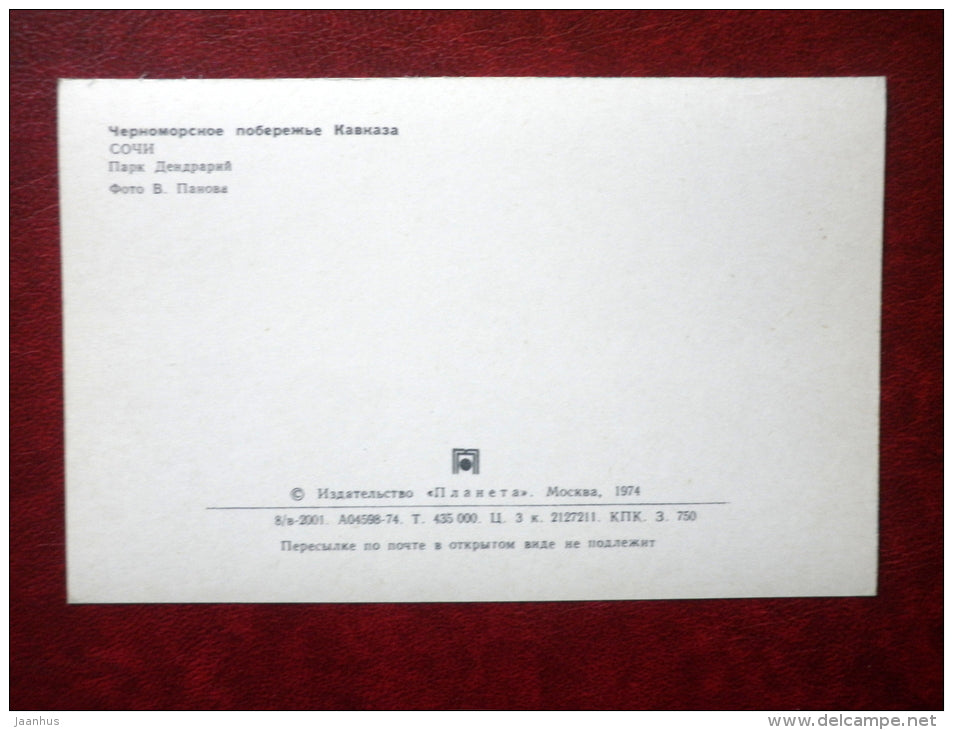 Черноморское побережье Кавказа
СОЧИ
Парк Дендрарий
Фото В. Панова
© Издательство «Планета». Москва, 1974
8/в-2001. А04598-74. Т. 435 000. Ц. 3 к. 2127211. КПК. З. 750
Пересылке по почте в открытом виде не подлежит
jaanhus
www.delcampe.net